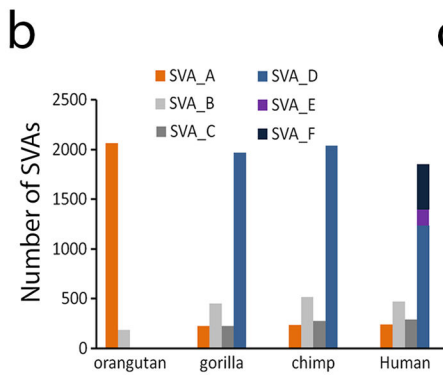 b
SVA_A
SVA_D
SVA_B
SVA_E
SVA_C
SVA_F
Number of SVAs
2500
2000
1500
1000
500
0
orangutan
gorilla
chimp
Human